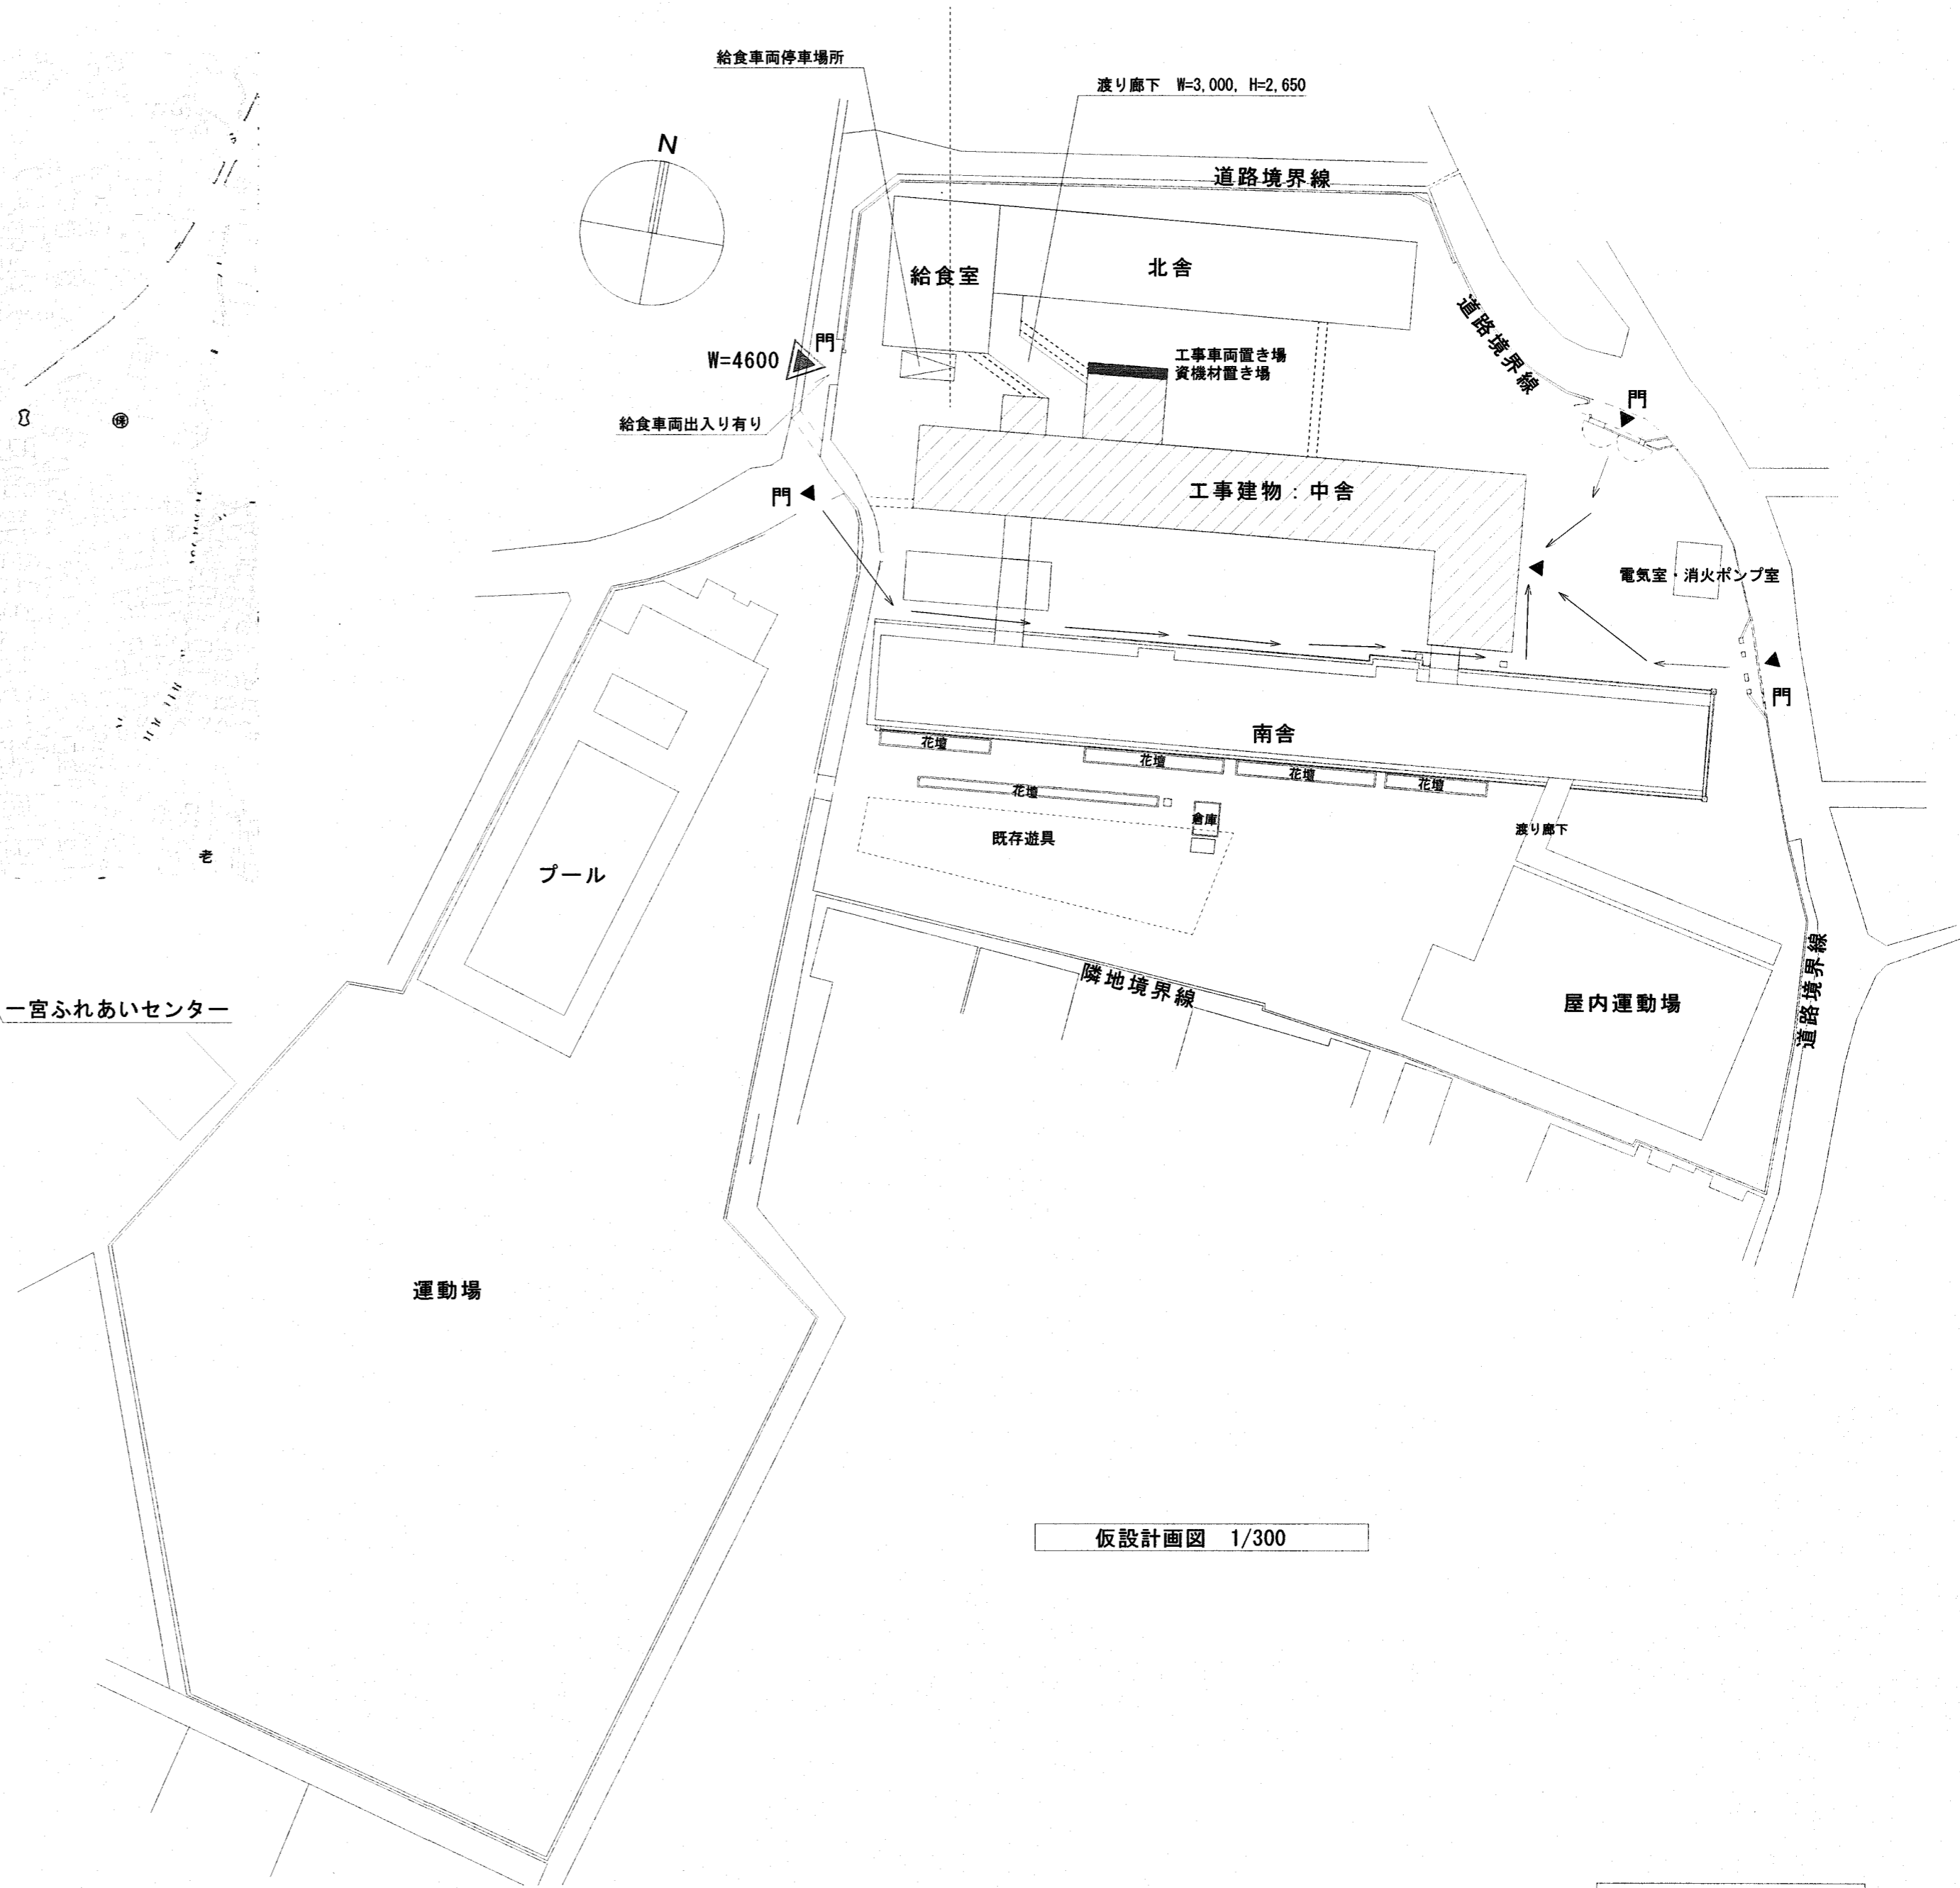 給食車両停車場所
渡り廊下 W=3,000, H=2,650
N
道路境界線
給食室
北舎
道路境界線
門
W=4600
工事車両置き場
資機材置き場
給食車両出入り有り
門
門
工事建物:中舎
電気室・消火ポンプ室
門
南舎
花壇
花壇
花壇
花壇
花壇
倉庫
既存遊具
渡り廊下
プール
老
隣地境界線
屋内運動場
道路境界線
一宮ふれあいセンター
運動場
仮設計画図 1/300